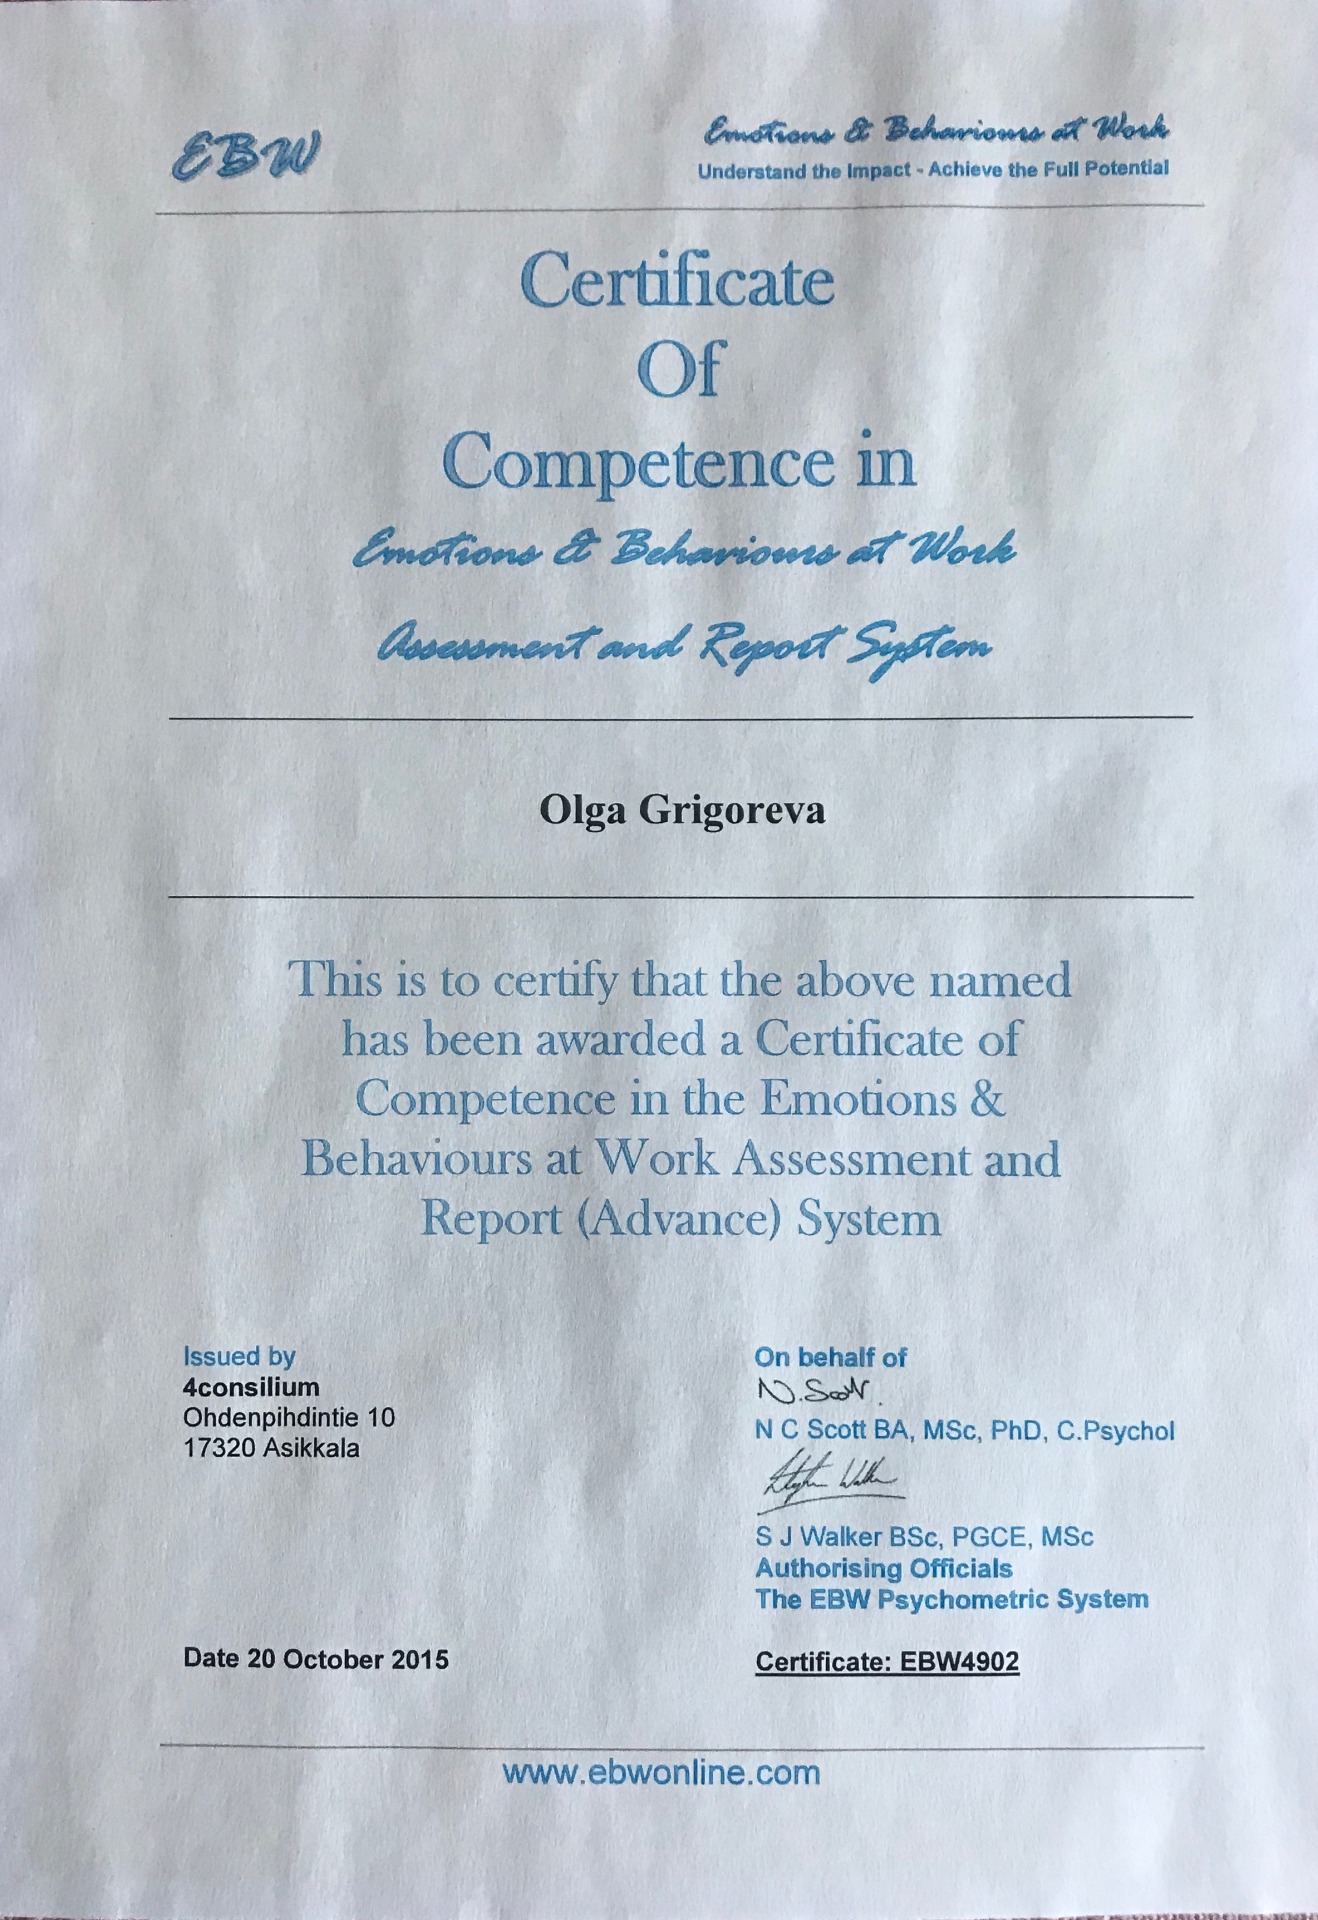 EBW
Emotions & Behaviours at Work
Understand the Impact - Achieve the Full Potential
Certificate
Of
Competence in
Emotions & Behaviours at Work
Assessment and Report System
Olga Grigoreva
This is to certify that the above named
has been awarded a Certificate of
Competence in the Emotions &
Behaviours at Work Assessment and
Report (Advance) System
Issued by
4consilium
Ohdenpihdintie 10
17320 Asikkala
On behalf of
N. Scott
N C Scott BA, MSc, PhD, C.Psychol
Stephen Walker
S J Walker BSc, PGCE, MSc
Authorising Officials
The EBW Psychometric System
Date 20 October 2015
Certificate: EBW4902
www.ebwonline.com